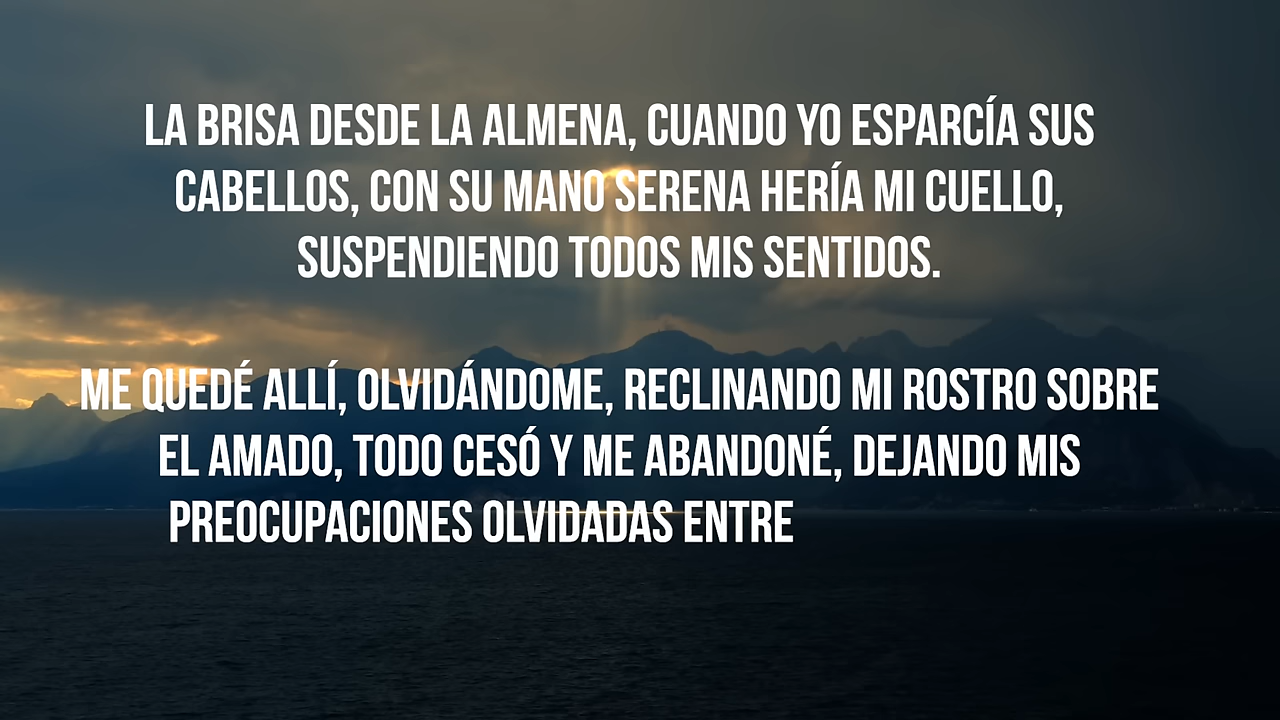 LA BRISA DESDE LA ALMENA, CUANDO YO ESPARCÍA SUS
CABELLOS, CON SU MANO SERENA HERÍA MI CUELLO,
SUSPENDIENDO TODOS MIS SENTIDOS.
ME QUEDÉ ALLÍ, OLVIDÁNDOME, RECLINANDO MI ROSTRO SOBRE
EL AMADO, TODO CESÓ Y ME ABANDONÉ, DEJANDO MIS
PREOCUPACIONES OLVIDADAS ENTRE